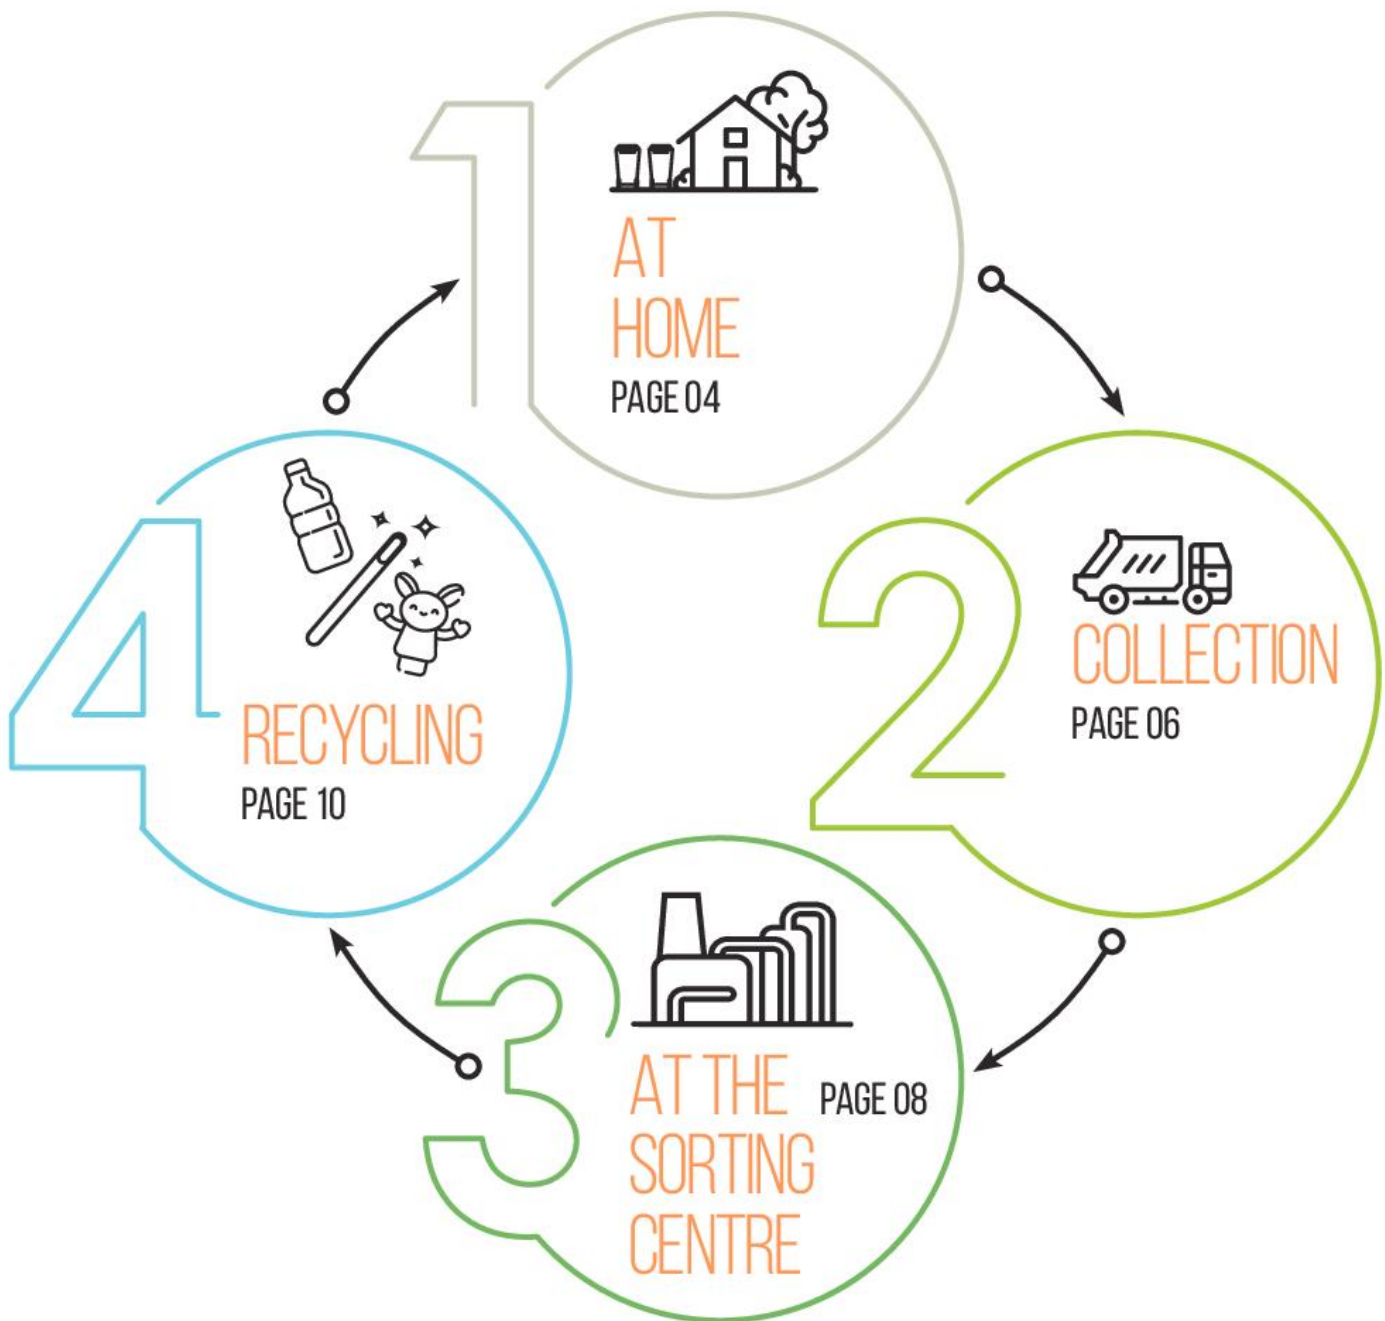 1
AT
HOME
PAGE 04
2
COLLECTION
PAGE 06
3
AT THE
PAGE 08
SORTING
CENTRE
4
RECYCLING
PAGE 10